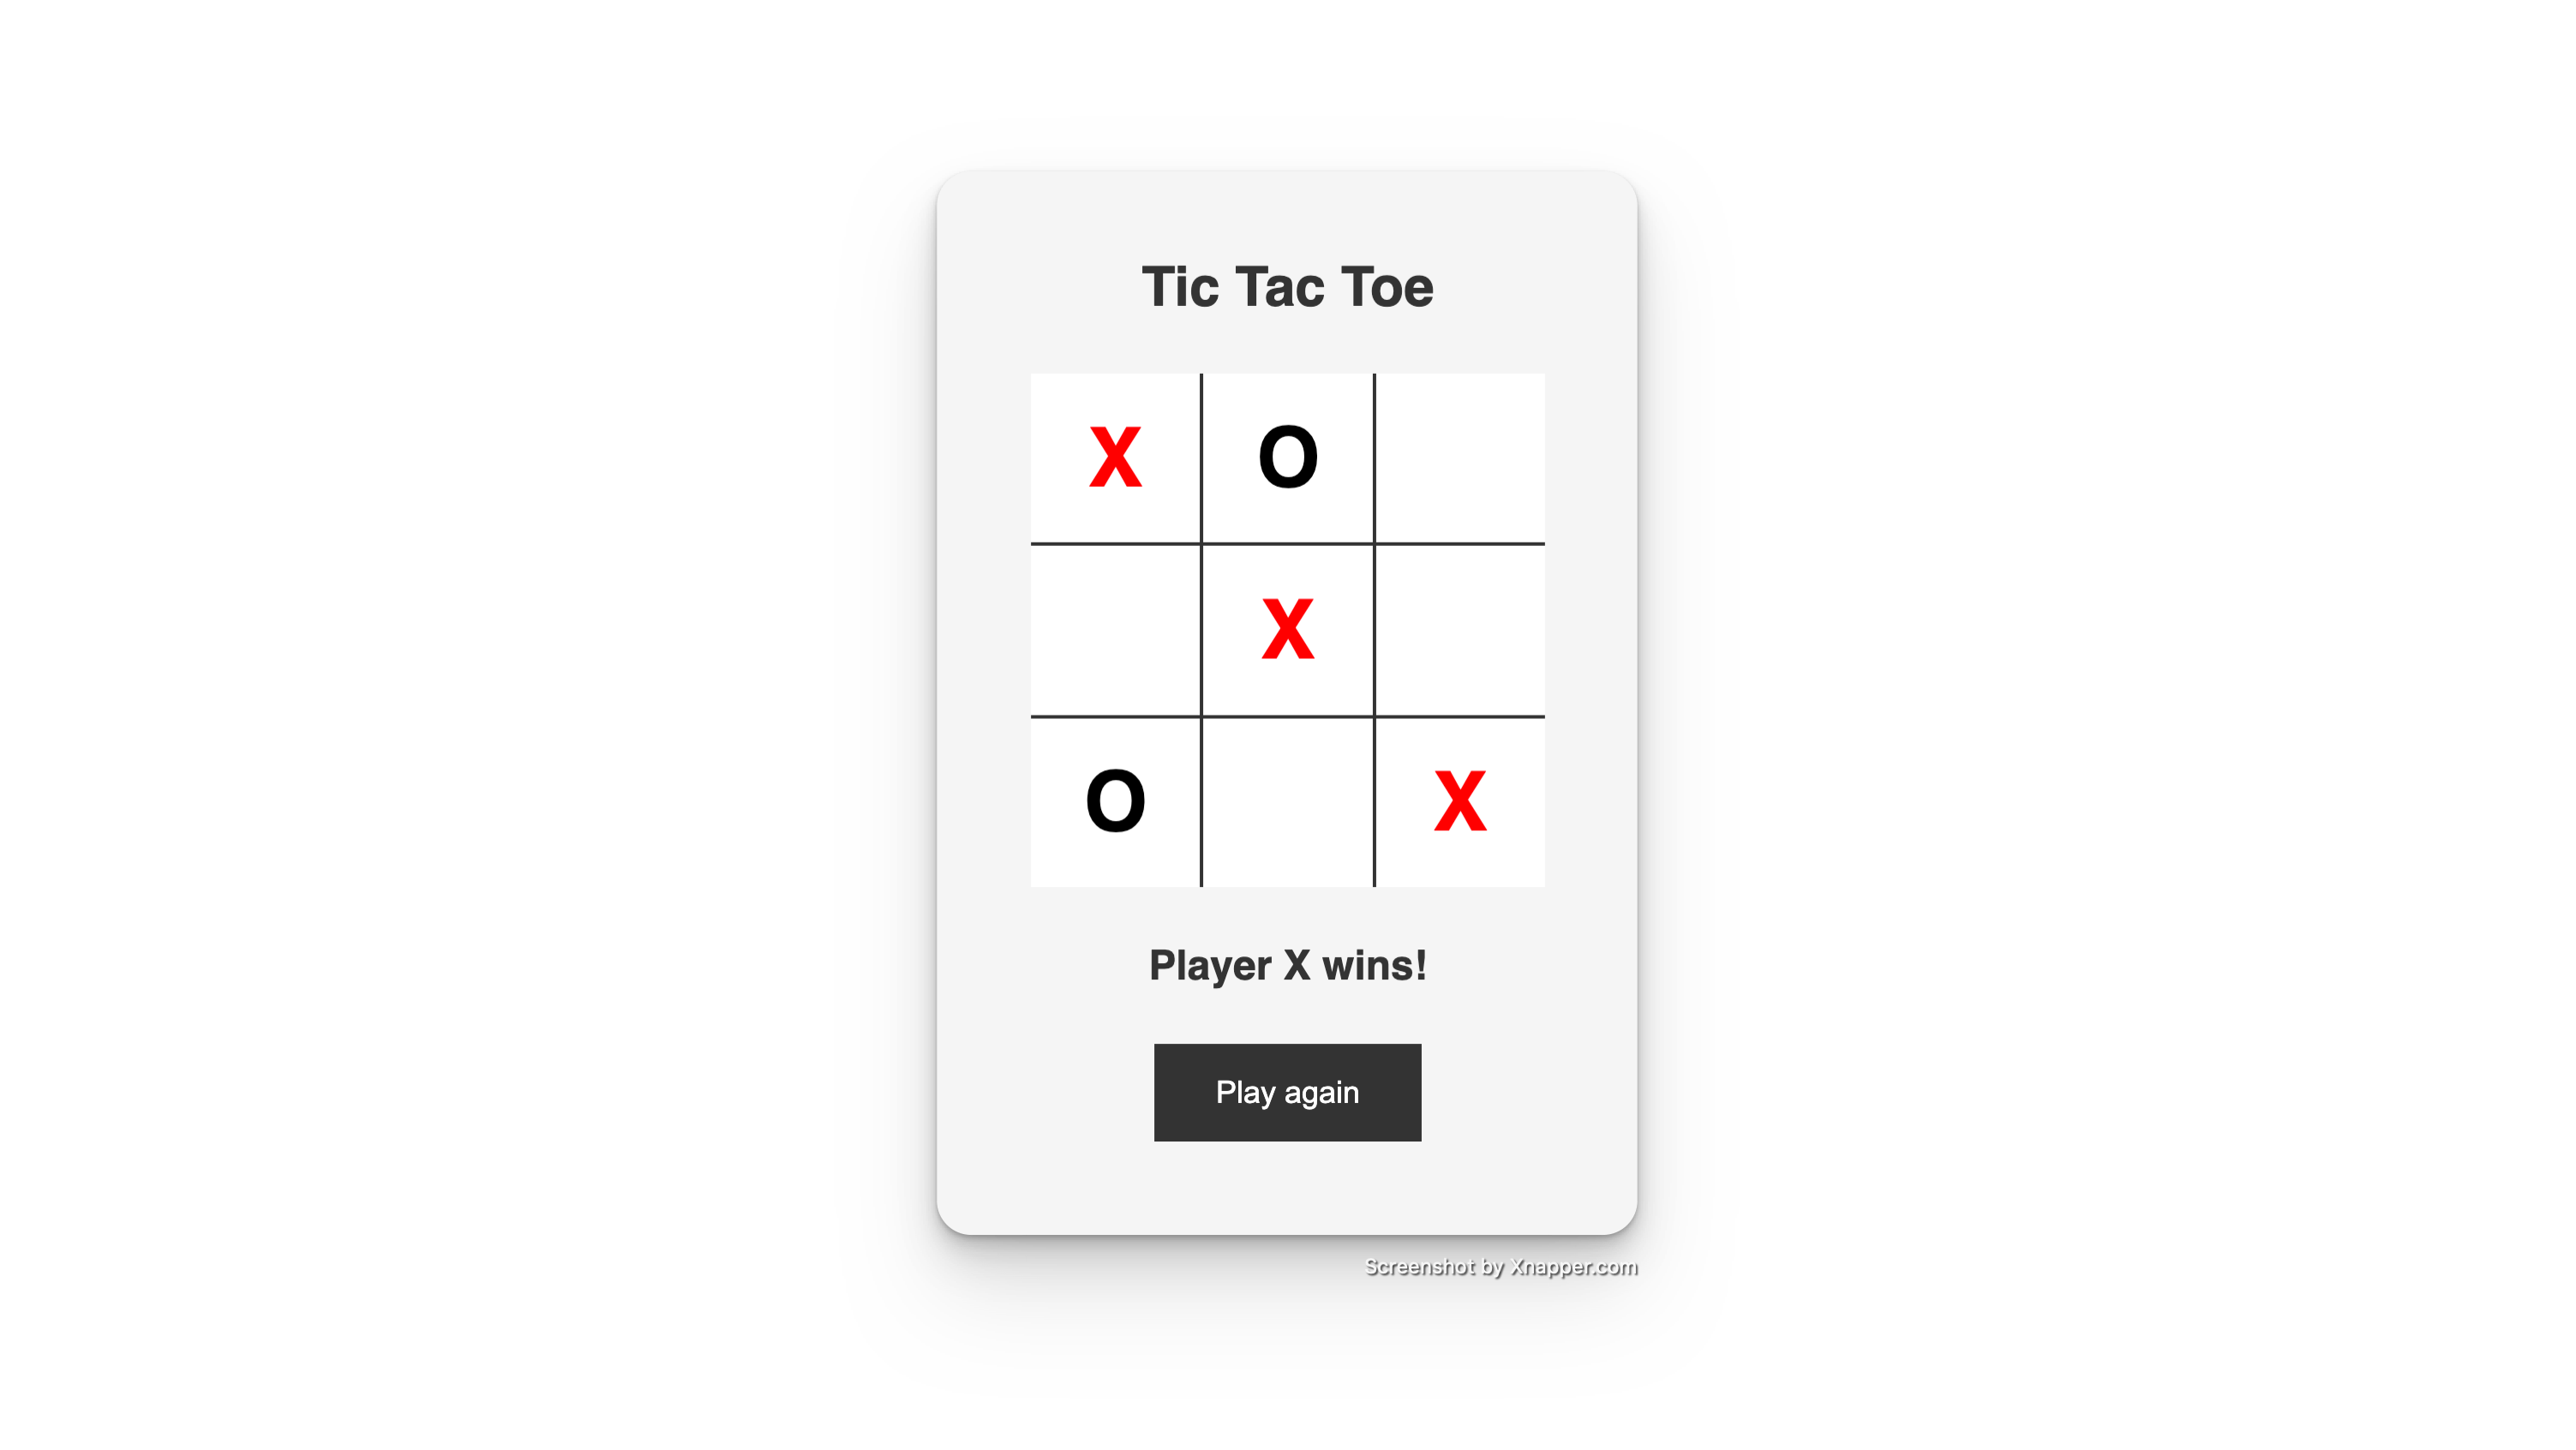 Tic Tac Toe
X O
X
O X
Player X wins!
Play again
Screenshot by Xnapper.com